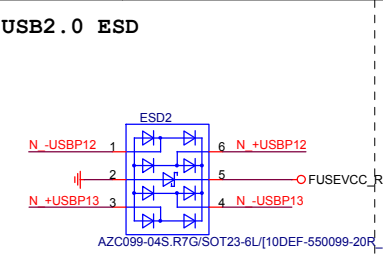 USB2.0 ESD
ESD2
N_-USBP12 1 6 N_+USBP12
2 5 FUSEVCC_R
N_+USBP13 3 4 N_-USBP13
AZC099-04S.R7G/SOT23-6L/[10DEF-550099-20R_